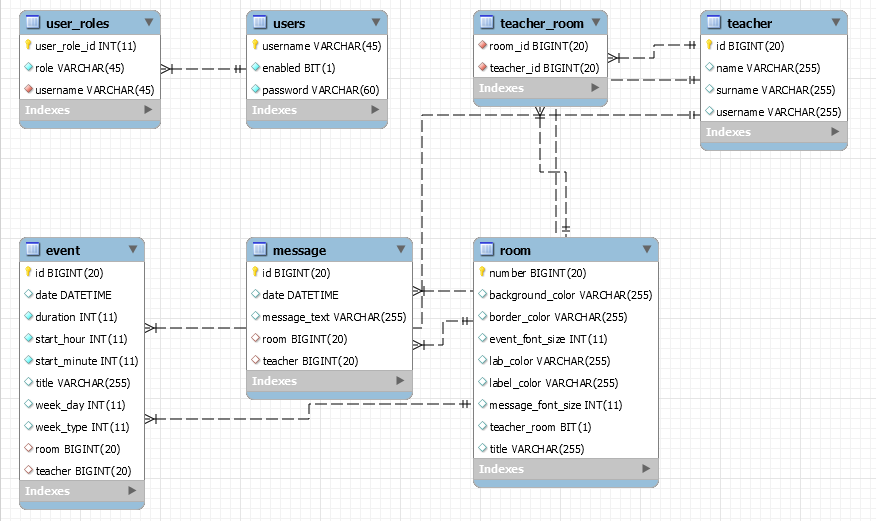 user_roles
user_role_id INT(11)
role VARCHAR(45)
username VARCHAR(45)
Indexes
users
username VARCHAR(45)
enabled BIT(1)
password VARCHAR(60)
Indexes
teacher_room
room_id BIGINT(20)
teacher_id BIGINT(20)
Indexes
teacher
id BIGINT(20)
name VARCHAR(255)
surname VARCHAR(255)
username VARCHAR(255)
Indexes
event
id BIGINT(20)
date DATETIME
duration INT(11)
start_hour INT(11)
start_minute INT(11)
title VARCHAR(255)
week_day INT(11)
week_type INT(11)
room BIGINT(20)
teacher BIGINT(20)
Indexes
message
id BIGINT(20)
date DATETIME
message_text VARCHAR(255)
room BIGINT(20)
teacher BIGINT(20)
Indexes
room
number BIGINT(20)
background_color VARCHAR(255)
border_color VARCHAR(255)
event_font_size INT(11)
lab_color VARCHAR(255)
label_color VARCHAR(255)
message_font_size INT(11)
teacher_room BIT(1)
title VARCHAR(255)
Indexes